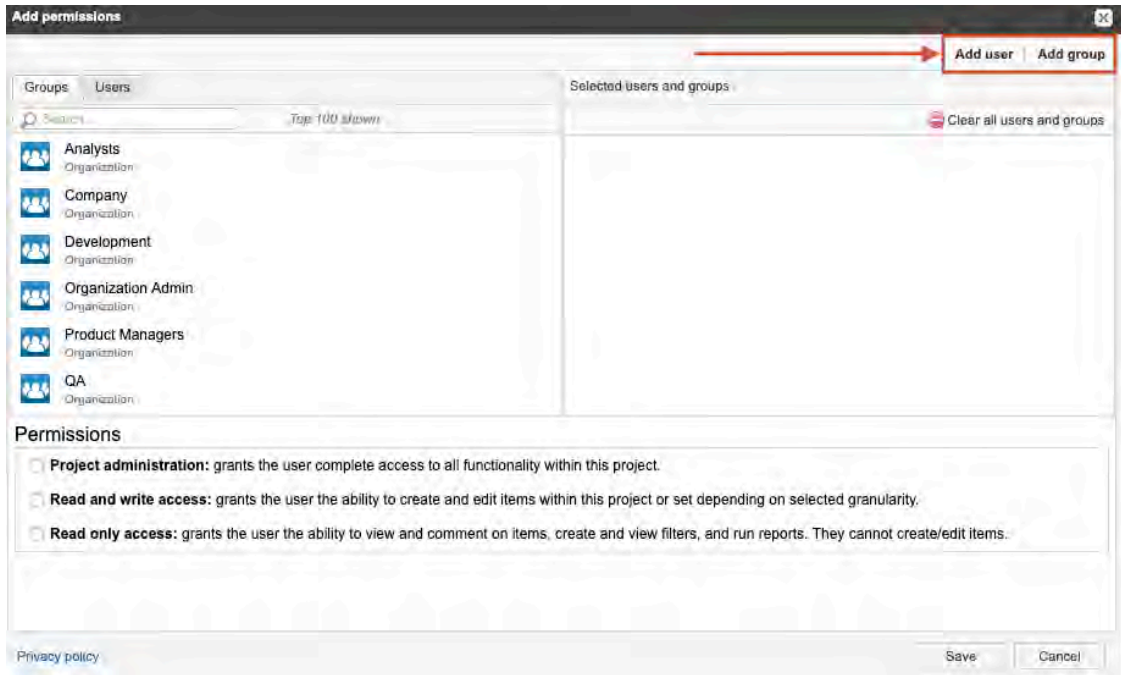 Add permissions
Add user | Add group
Groups Users
Selected users and groups
Search...
Top 100 shown
Clear all users and groups
Analysts
Organization
Company
Organization
Development
Organization
Organization Admin
Organization
Product Managers
Organization
QA
Organization
Permissions
Project administration: grants the user complete access to all functionality within this project.
Read and write access: grants the user the ability to create and edit items within this project or set depending on selected granularity.
Read only access: grants the user the ability to view and comment on items, create and view filters, and run reports. They cannot create/edit items.
Privacy policy
Save Cancel